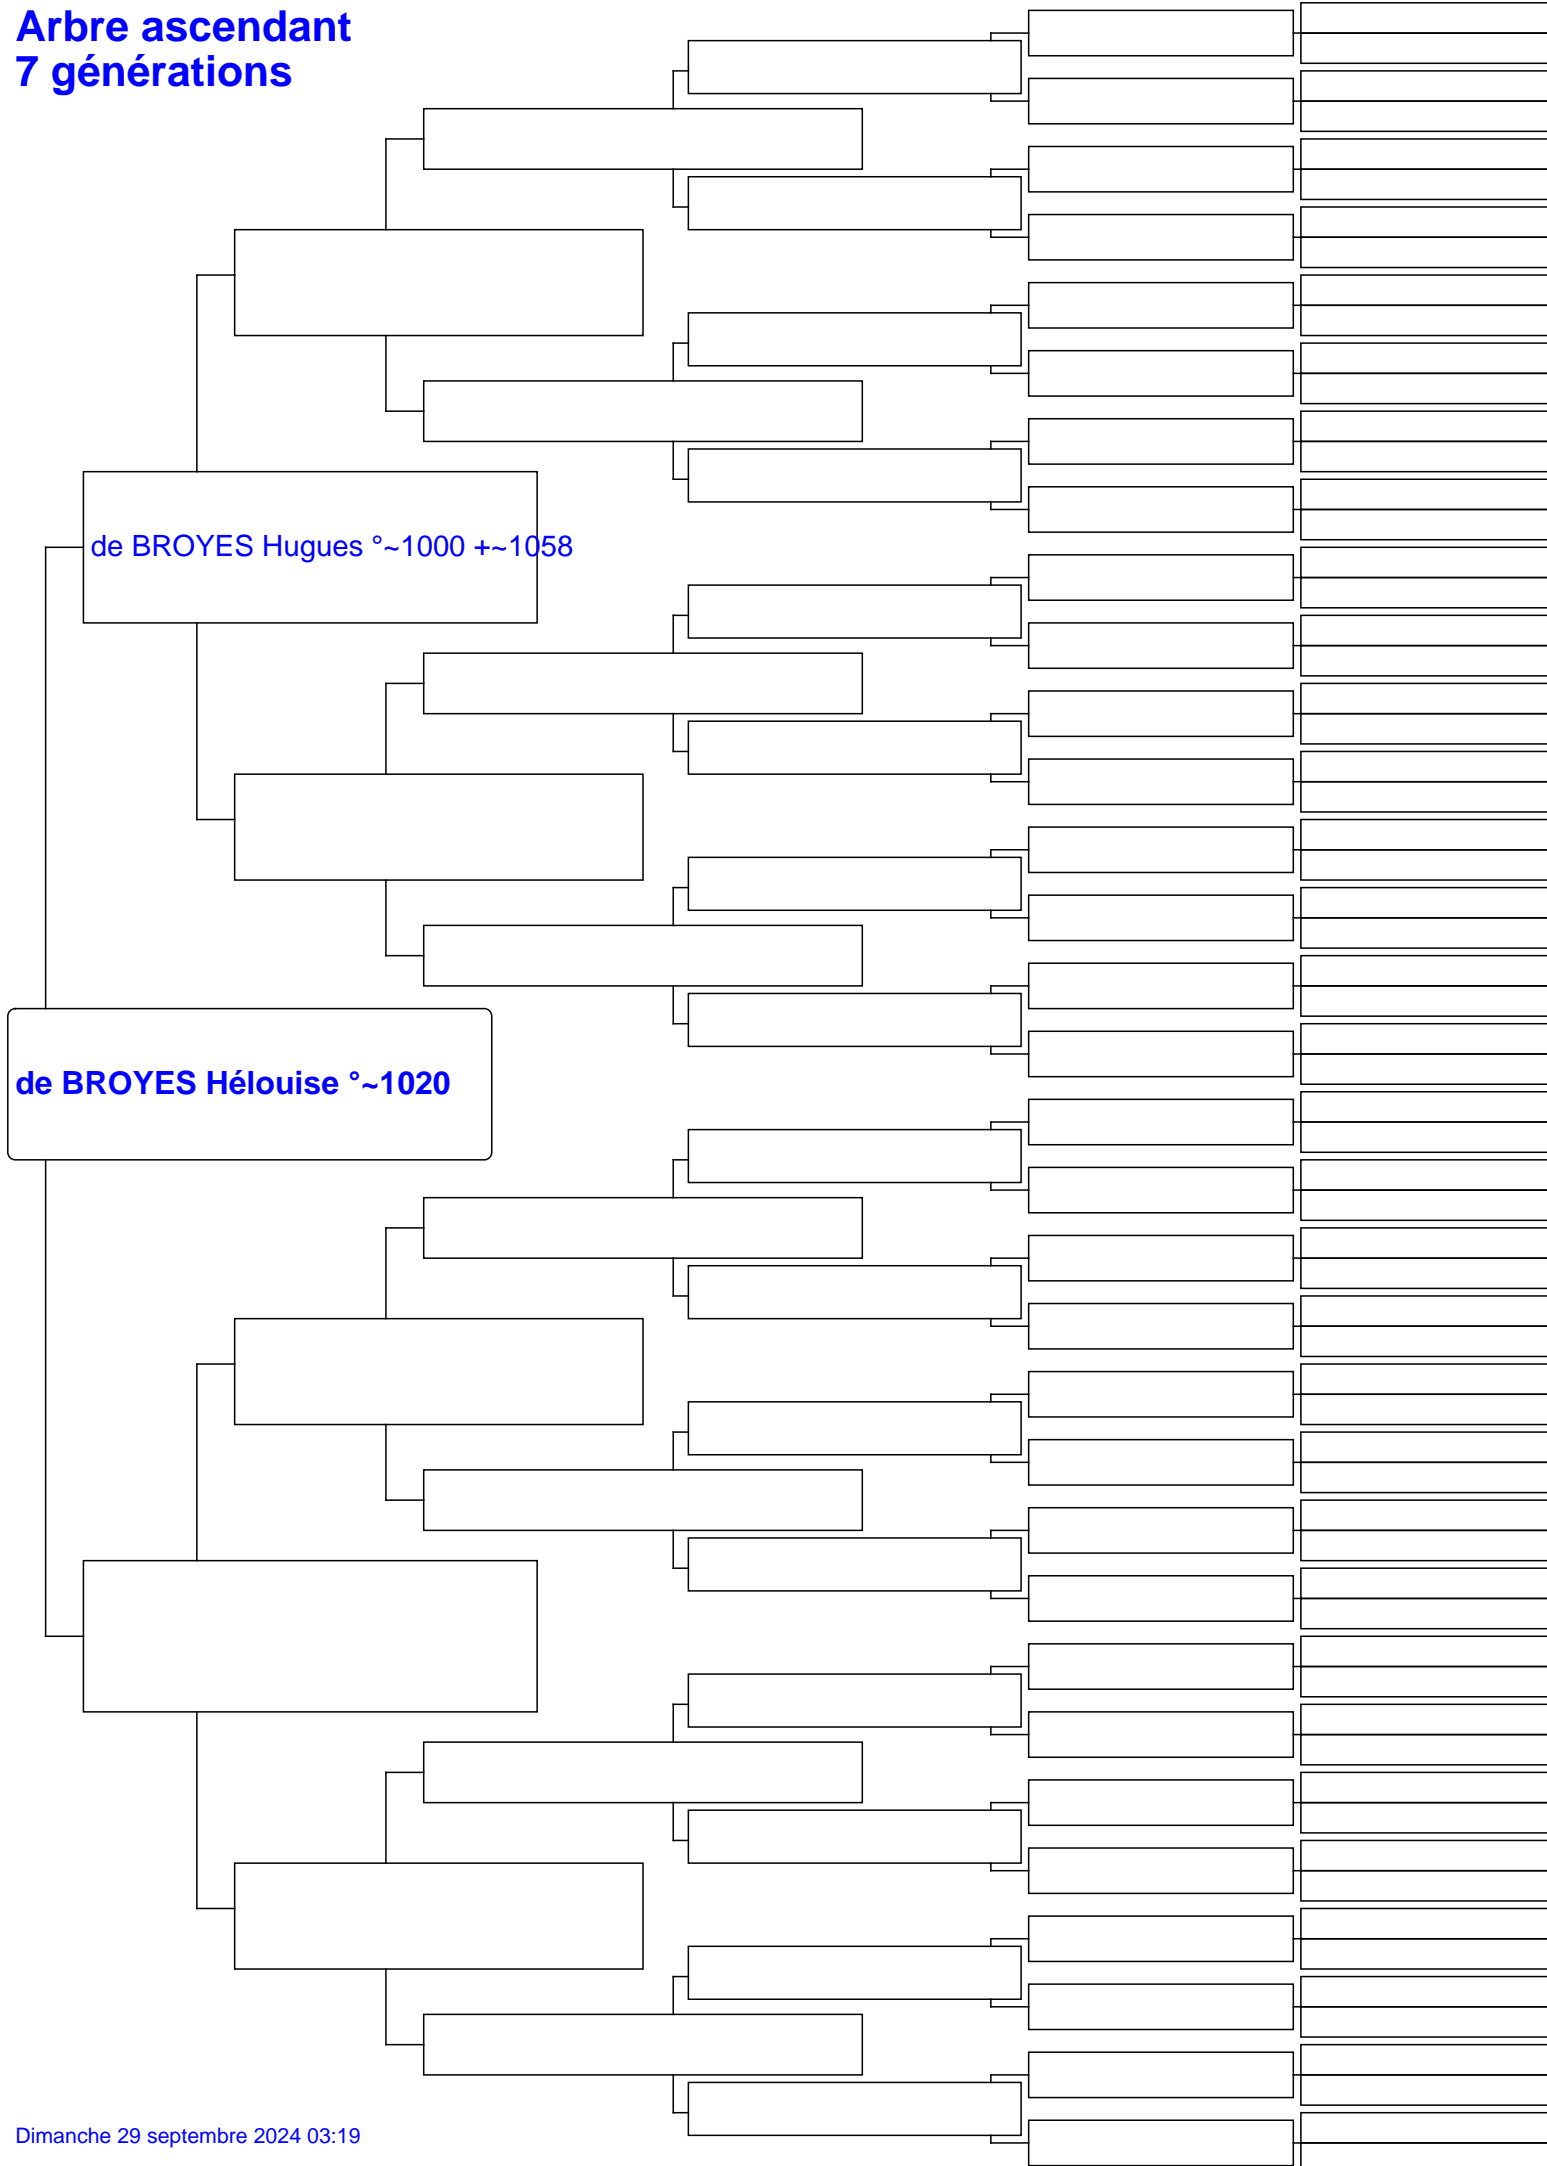 Arbre ascendant
7 générations
de BROYES Hugues °~1000 +~1058
de BROYES Hélouise °~1020
Dimanche 29 septembre 2024 03:19